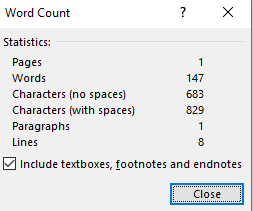 Word Count ? ×
Statistics:
Pages 1
Words 147
Characters (no spaces) 683
Characters (with spaces) 829
Paragraphs 1
Lines 8
Include textboxes, footnotes and endnotes
Close